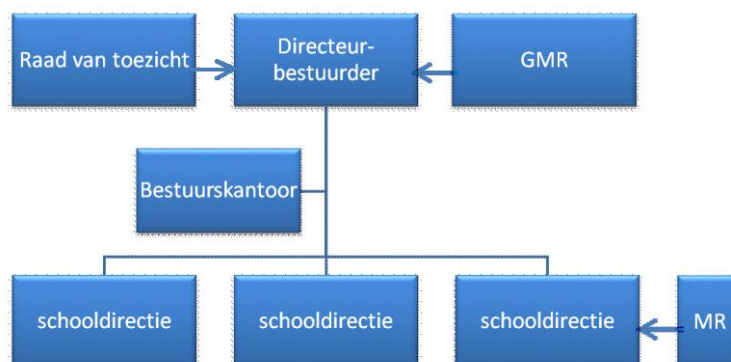 Raad van toezicht
Directeur-
bestuurder
GMR
Bestuurskantoor
schooldirectie
schooldirectie
schooldirectie
MR